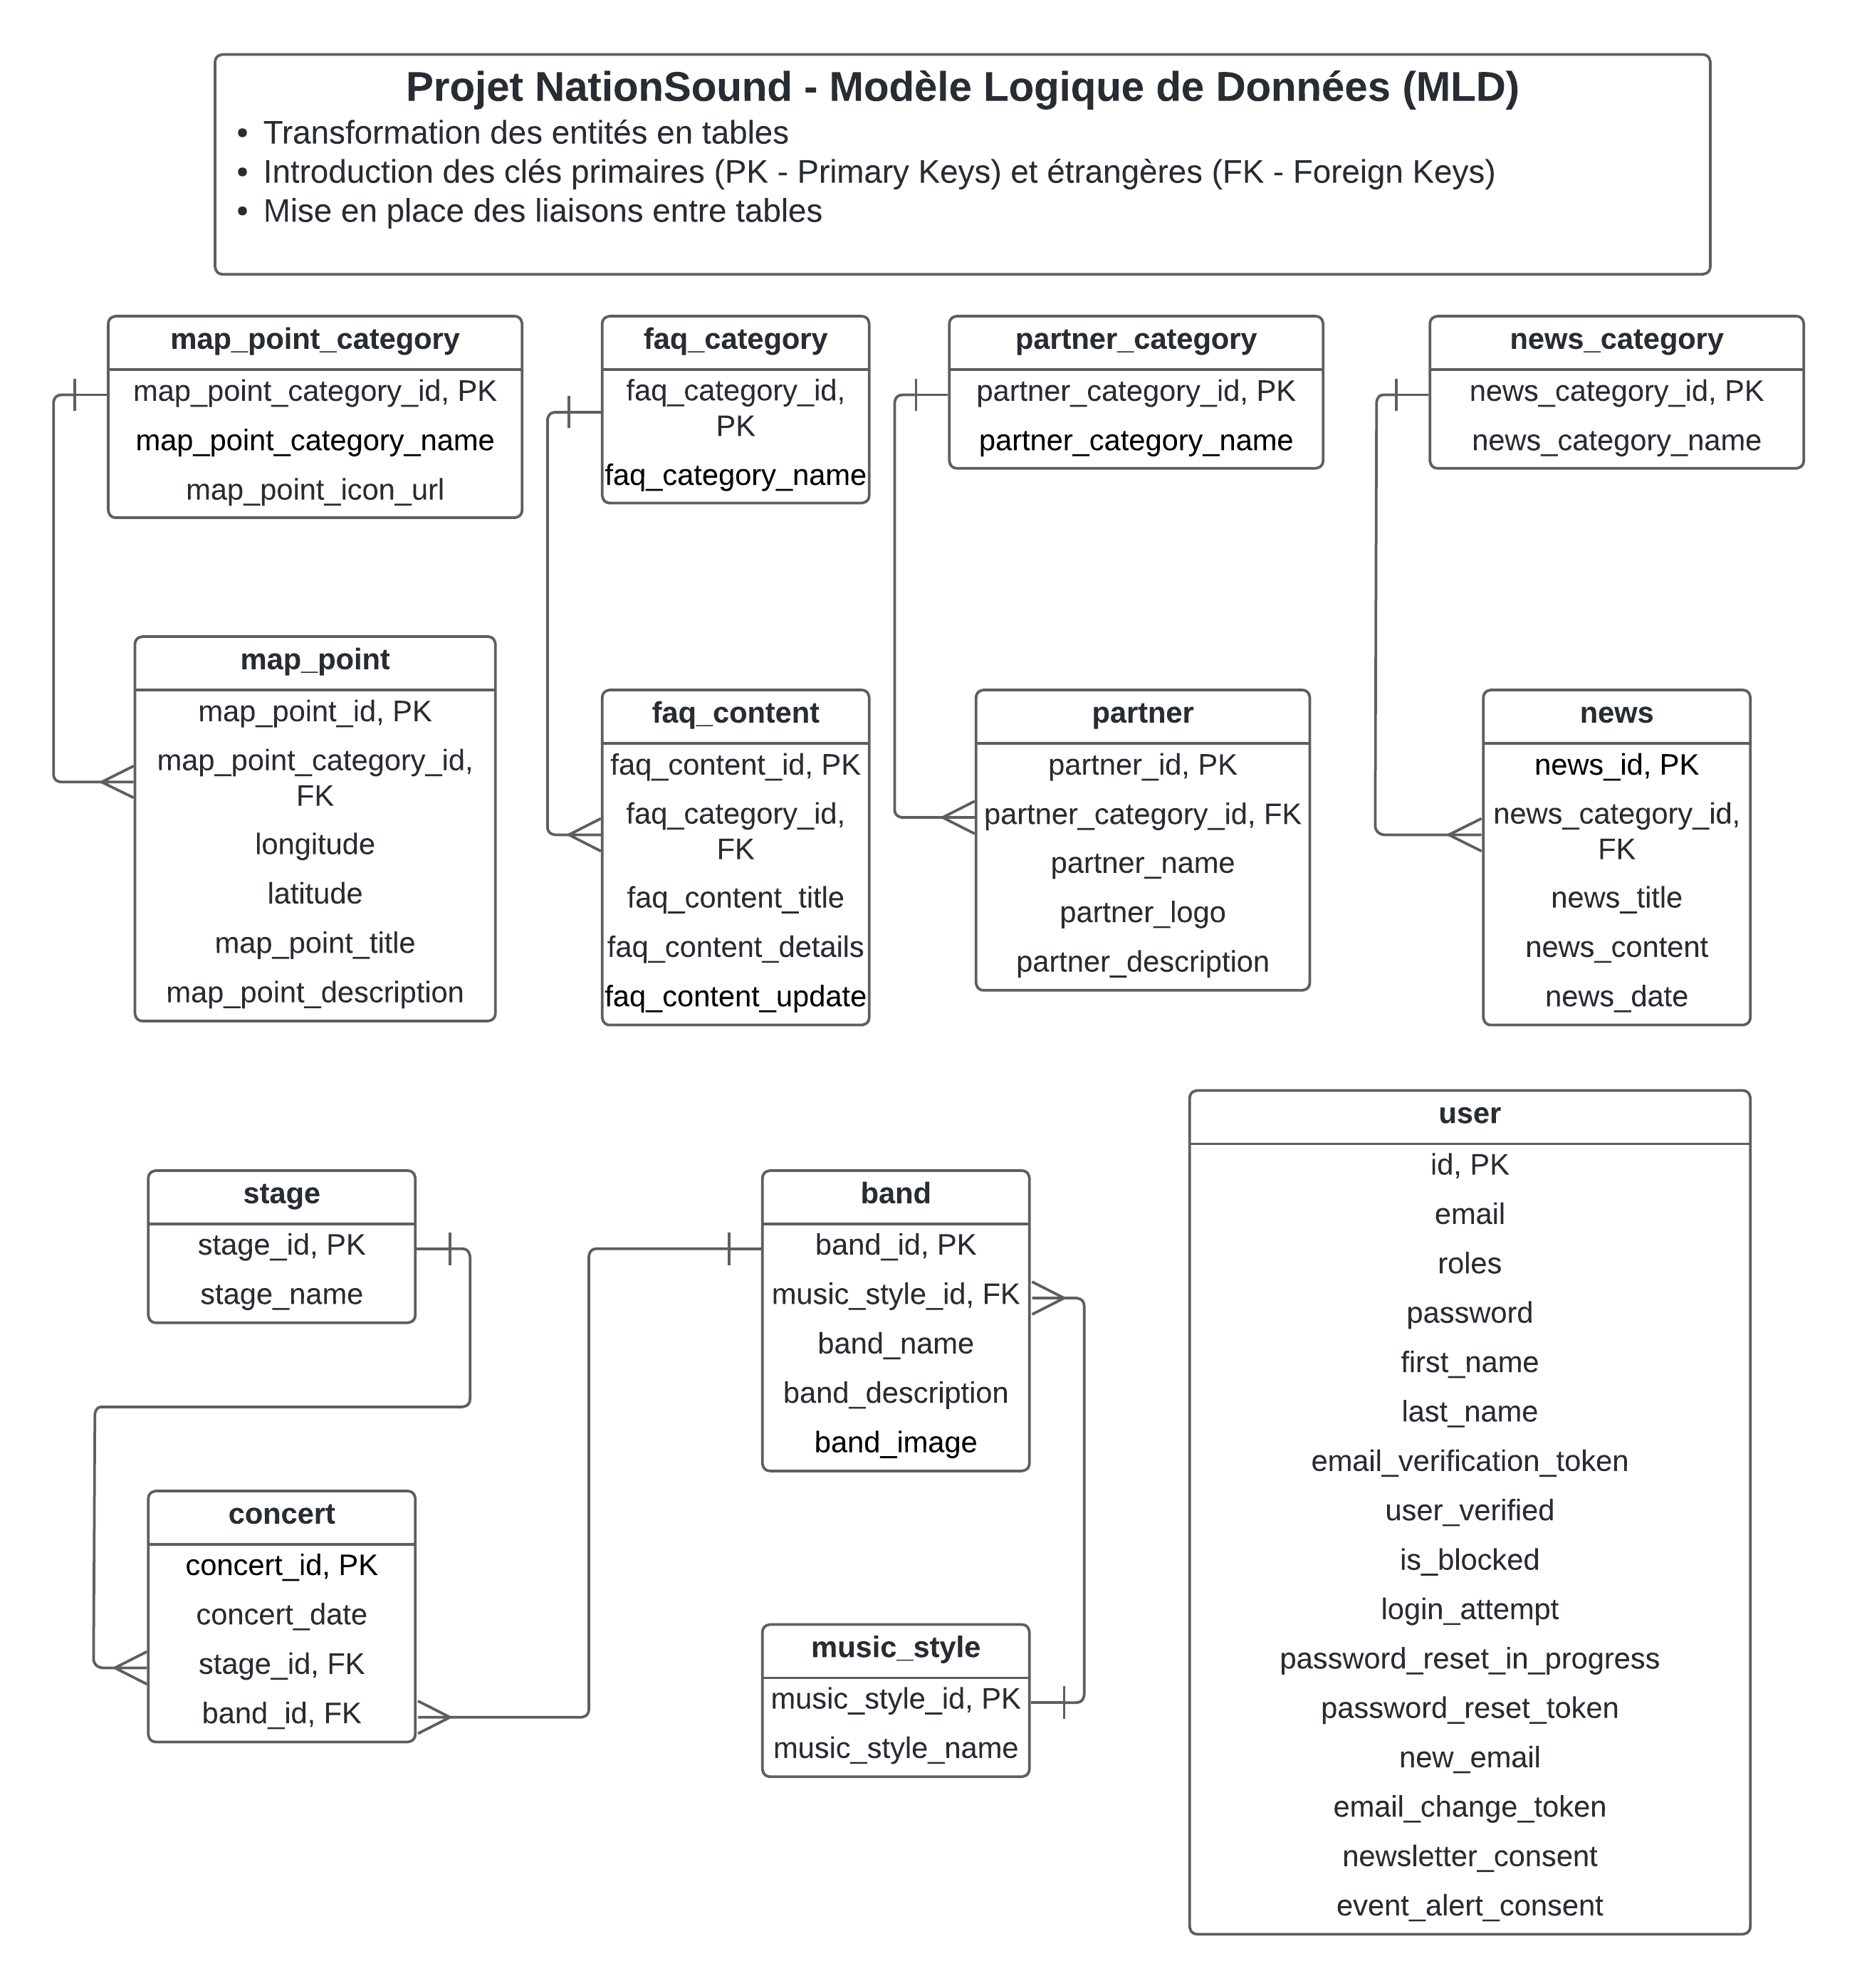 Projet NationSound - Modèle Logique de Données (MLD)
• Transformation des entités en tables
• Introduction des clés primaires (PK - Primary Keys) et étrangères (FK - Foreign Keys)
• Mise en place des liaisons entre tables
map_point_category
map_point_category_id, PK
map_point_category_name
map_point_icon_url
faq_category
faq_category_id,
PK
faq_category_name
partner_category
partner_category_id, PK
partner_category_name
news_category
news_category_id, PK
news_category_name
map_point
map_point_id, PK
map_point_category_id,
FK
longitude
latitude
map_point_title
map_point_description
faq_content
faq_content_id, PK
faq_category_id,
FK
faq_content_title
faq_content_details
faq_content_update
partner
partner_id, PK
partner_category_id, FK
partner_name
partner_logo
partner_description
news
news_id, PK
news_category_id,
FK
news_title
news_content
news_date
stage
stage_id, PK
stage_name
band
band_id, PK
music_style_id, FK
band_name
band_description
band_image
concert
concert_id, PK
concert_date
stage_id, FK
band_id, FK
music_style
music_style_id, PK
music_style_name
user
id, PK
email
roles
password
first_name
last_name
email_verification_token
user_verified
is_blocked
login_attempt
password_reset_in_progress
password_reset_token
new_email
email_change_token
newsletter_consent
event_alert_consent